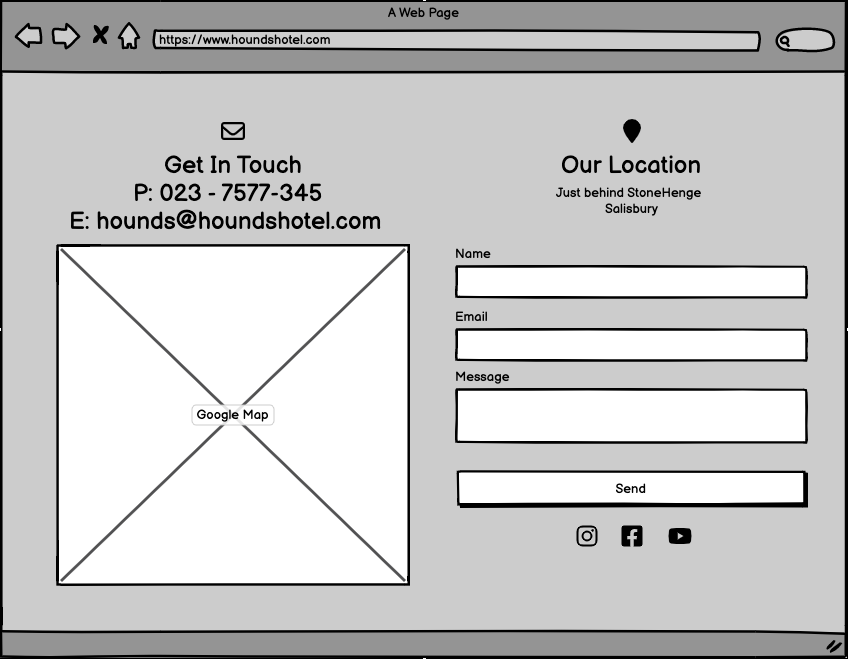 A Web Page
https://www.houndshotel.com
Get In Touch
P: 023 - 7577-345
E: hounds@houndshotel.com
Google Map
Our Location
Just behind StoneHenge
Salisbury
Name
Email
Message
Send